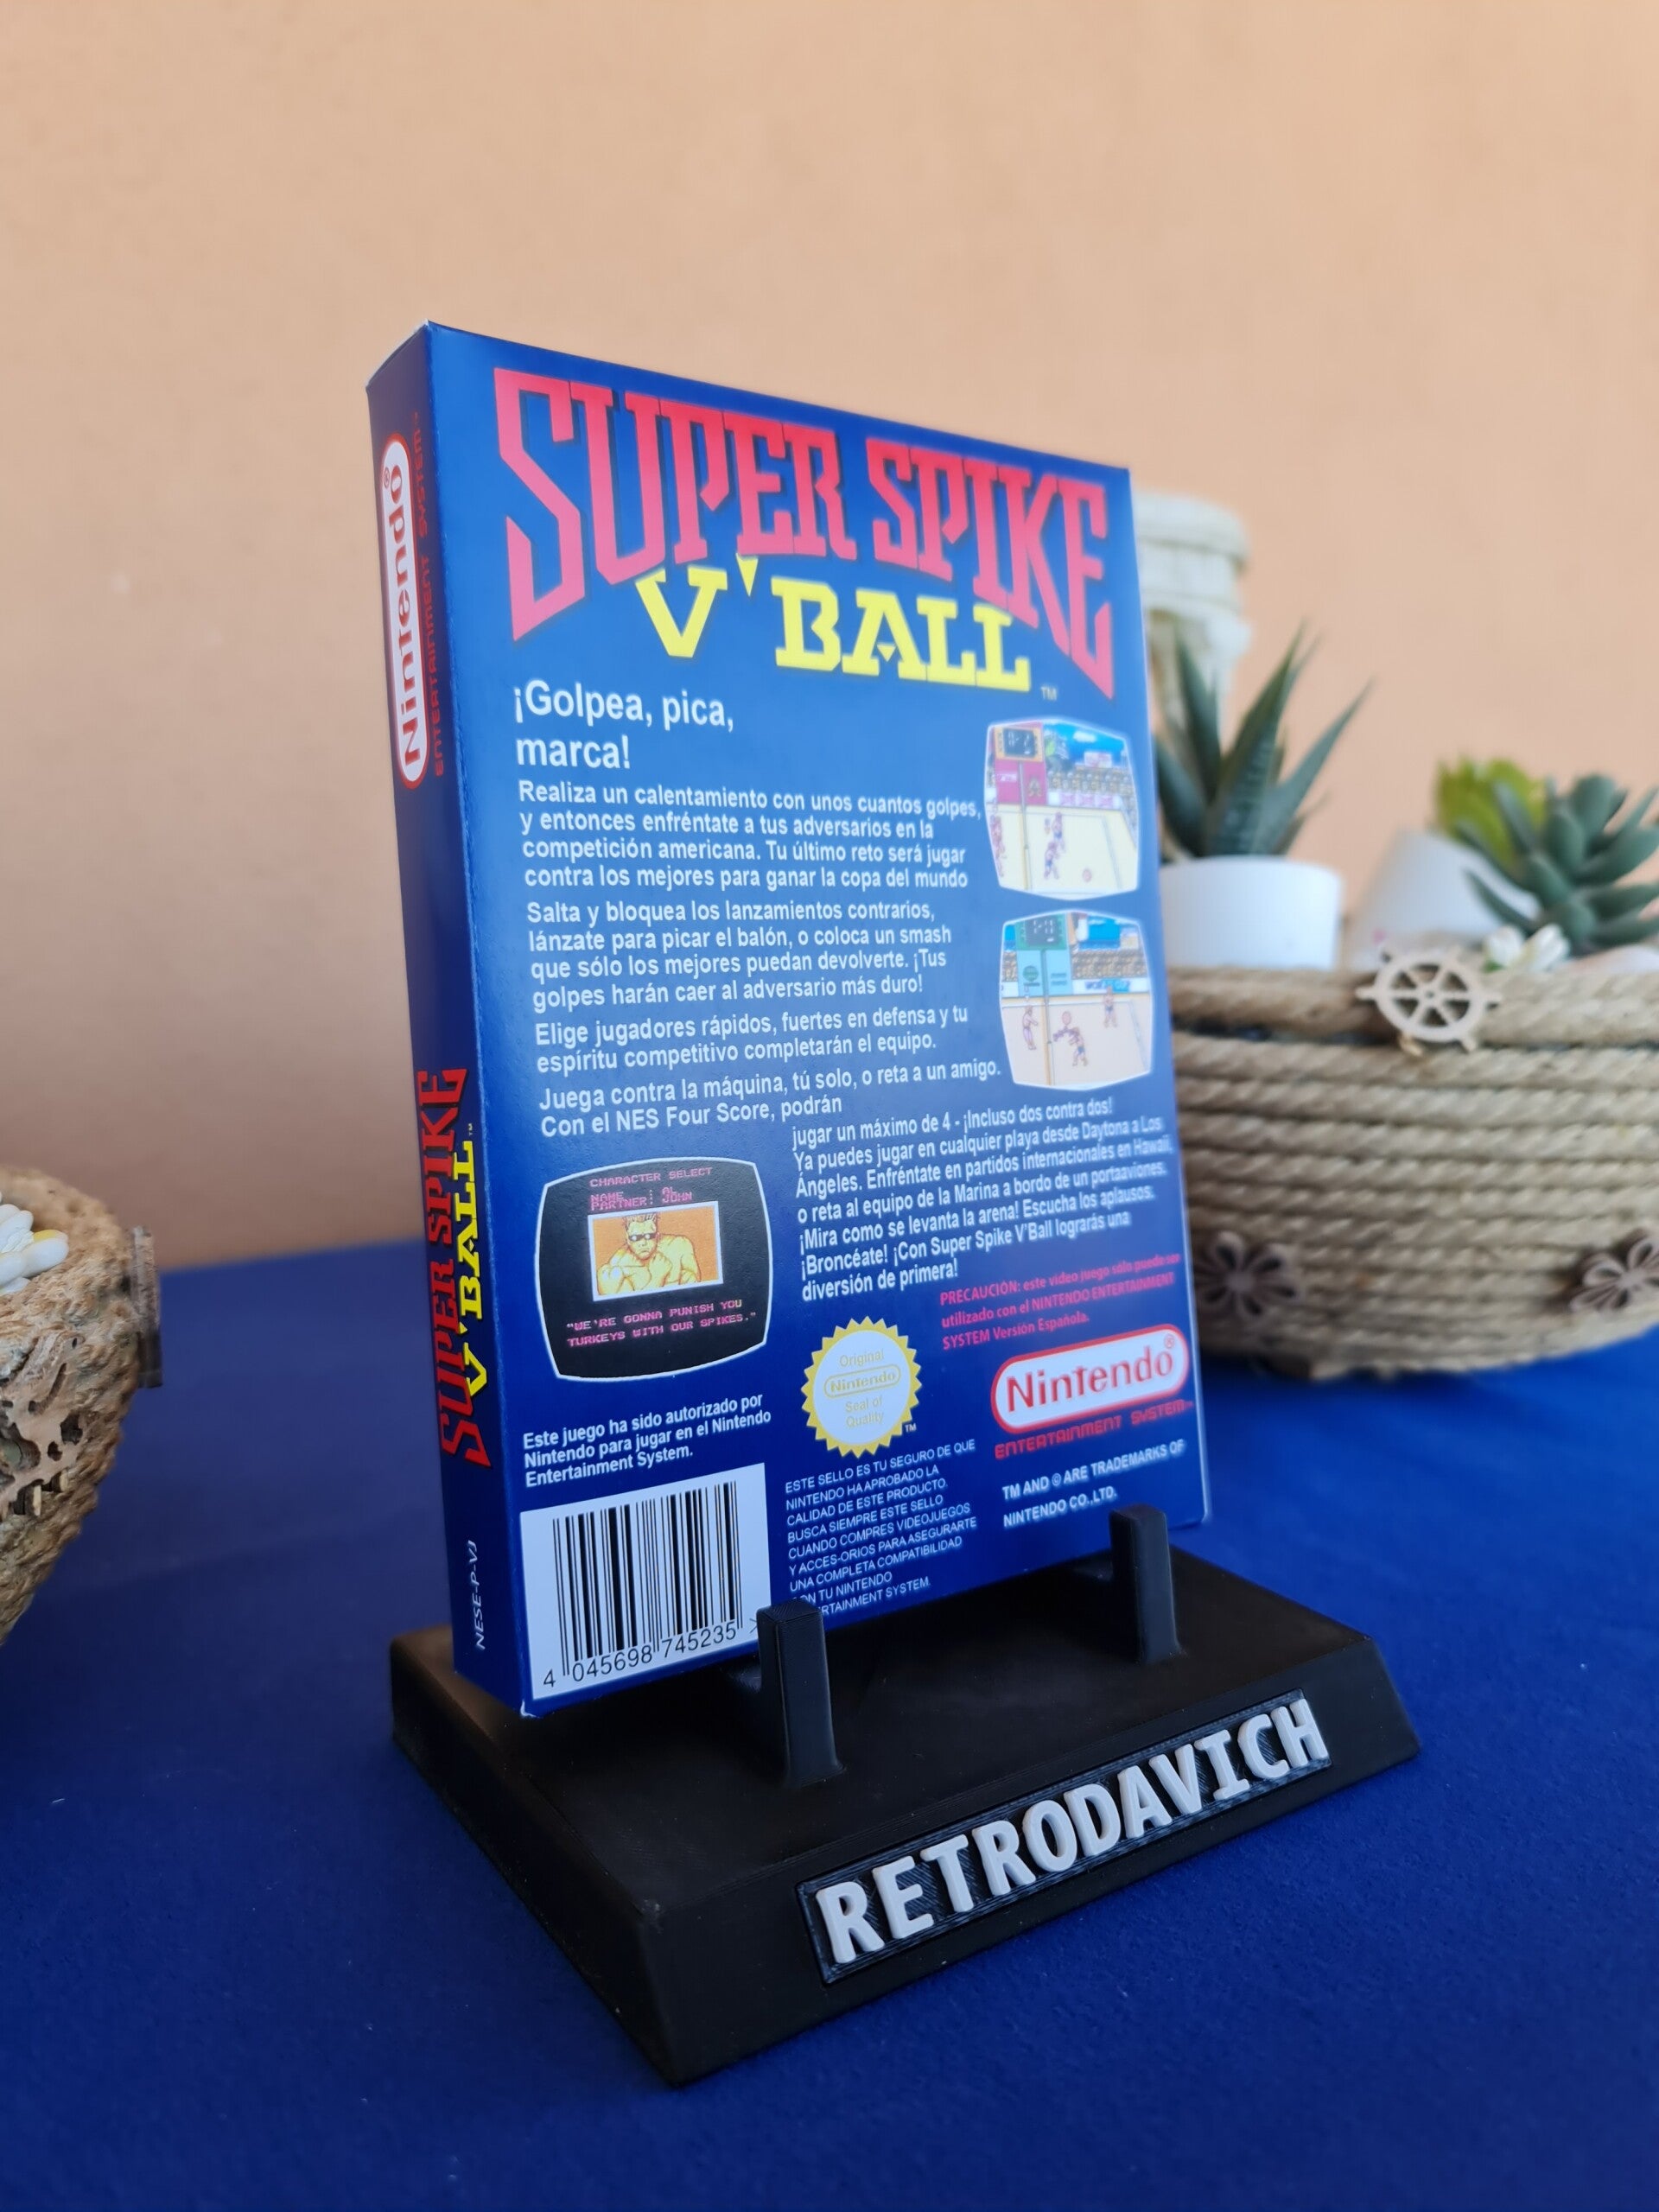 Nintendo®
ENTERTAINMENT SYSTEM™
SUPER SPIKE
V'BALL™
NESE-P-VJ
SUPER SPIKE
V'BALL
™
¡Golpea, pica,
marca!
Realiza un calentamiento con unos cuantos golpes,
y entonces enfréntate a tus adversarios en la
competición americana. Tu último reto será jugar
contra los mejores para ganar la copa del mundo
Salta y bloquea los lanzamientos contrarios,
lánzate para picar el balón, o coloca un smash
que sólo los mejores puedan devolverte. ¡Tus
golpes harán caer al adversario más duro!
Elige jugadores rápidos, fuertes en defensa y tu
espíritu competitivo completarán el equipo.
Juega contra la máquina, tú solo, o reta a un amigo.
Con el NES Four Score, podrán
jugar un máximo de 4 - ¡Incluso dos contra dos!
Ya puedes jugar en cualquier playa desde Daytona a Los
Ángeles. Enfréntate en partidos internacionales en Hawaii,
o reta al equipo de la Marina a bordo de un portaaviones.
¡Mira como se levanta la arena! Escucha los aplausos.
¡Broncéate! ¡Con Super Spike V'Ball lograrás una
diversión de primera!
CHARACTER SELECT
NAME : AL
PARTNER: JOHN
"WE'RE GONNA PUNISH YOU
TURKEYS WITH OUR SPIKES."
PRECAUCIÓN: este video juego sólo puede ser
utilizado con el NINTENDO ENTERTAINMENT
SYSTEM Versión Española.
Original
Nintendo
Seal of
Quality
™
Nintendo®
ENTERTAINMENT SYSTEM™
TM AND © ARE TRADEMARKS OF
NINTENDO CO.,LTD.
Este juego ha sido autorizado por
Nintendo para jugar en el Nintendo
Entertainment System.
ESTE SELLO ES TU SEGURO DE QUE
NINTENDO HA APROBADO LA
CALIDAD DE ESTE PRODUCTO.
BUSCA SIEMPRE ESTE SELLO
CUANDO COMPRES VIDEOJUEGOS
Y ACCES-ORIOS PARA ASEGURARTE
UNA COMPLETA COMPATIBILIDAD
ON TU NINTENDO
RTAINMENT SYSTEM.
4 045698 745235 >
RETRODAVICH